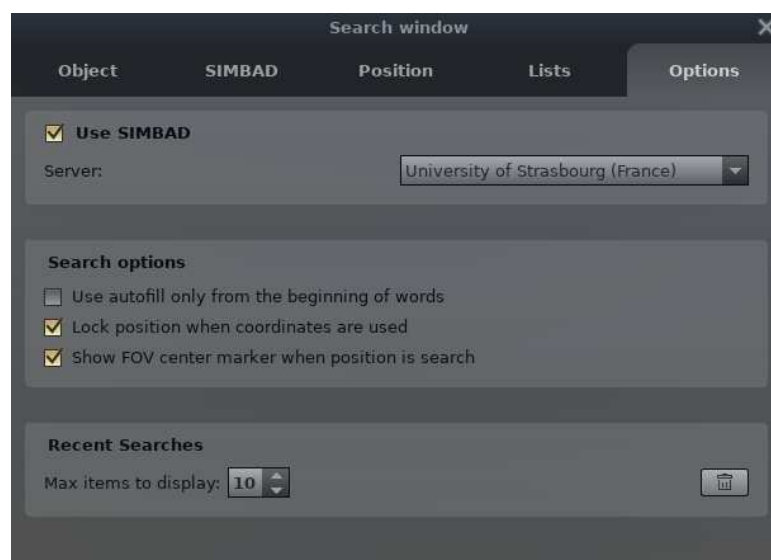 Search window
Object SIMBAD Position Lists Options
Use SIMBAD
Server: University of Strasbourg (France)
Search options
Use autofill only from the beginning of words
Lock position when coordinates are used
Show FOV center marker when position is search
Recent Searches
Max items to display: 10